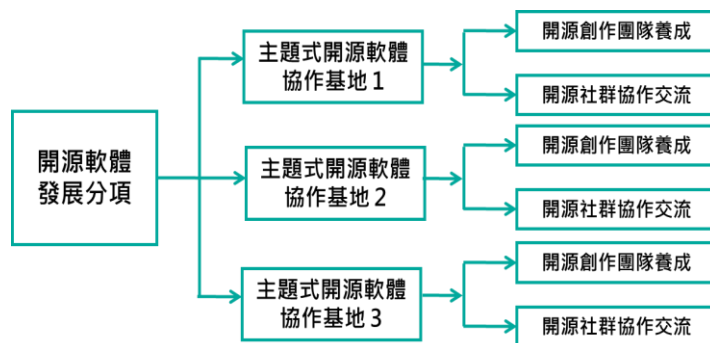 開源軟體
發展分項
主題式開源軟體
協作基地 1
開源創作團隊養成
開源社群協作交流
主題式開源軟體
協作基地 2
開源創作團隊養成
開源社群協作交流
主題式開源軟體
協作基地 3
開源創作團隊養成
開源社群協作交流